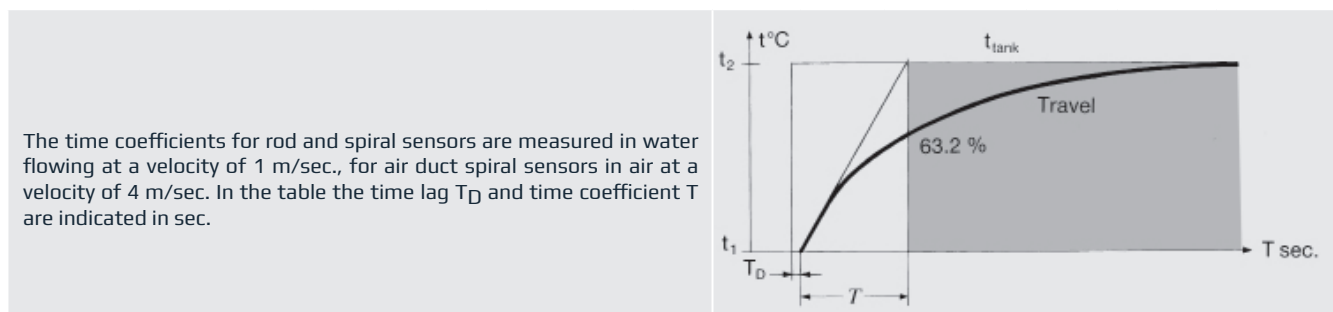 The time coefficients for rod and spiral sensors are measured in water
flowing at a velocity of 1 m/sec., for air duct spiral sensors in air at a
velocity of 4 m/sec. In the table the time lag TD and time coefficient T
are indicated in sec.
t°C
ttank
t2
Travel
63.2 %
t1
T sec.
TD
T